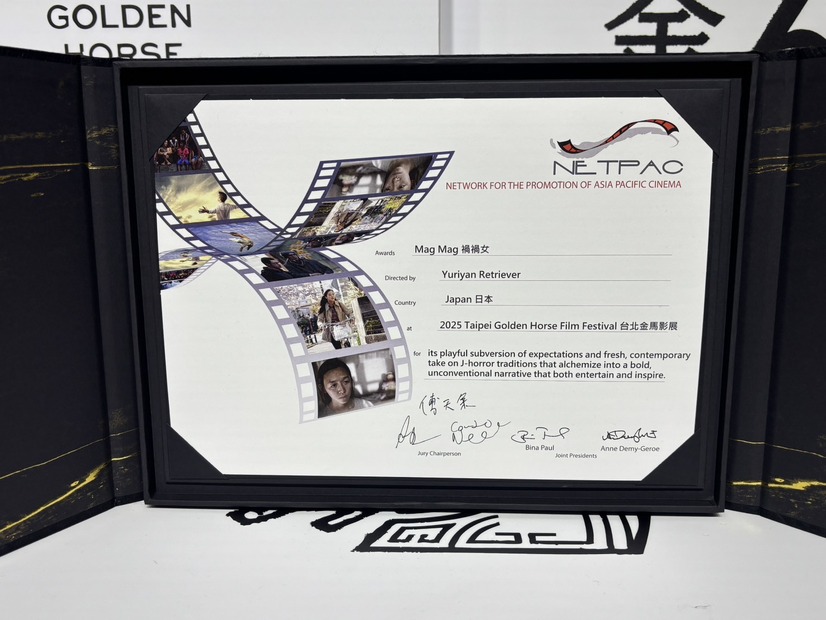 GOLDEN
HORSE
金
NETPAC
NETWORK FOR THE PROMOTION OF ASIA PACIFIC CINEMA
Awards Mag Mag 禍禍女
Directed by Yuriyan Retriever
Country Japan 日本
at 2025 Taipei Golden Horse Film Festival 台北金馬影展
for its playful subversion of expectations and fresh, contemporary
take on J-horror traditions that alchemize into a bold,
unconventional narrative that both entertain and inspire.
Jury Chairperson
Bina Paul
Anne Demy-Geroe
Joint Presidents